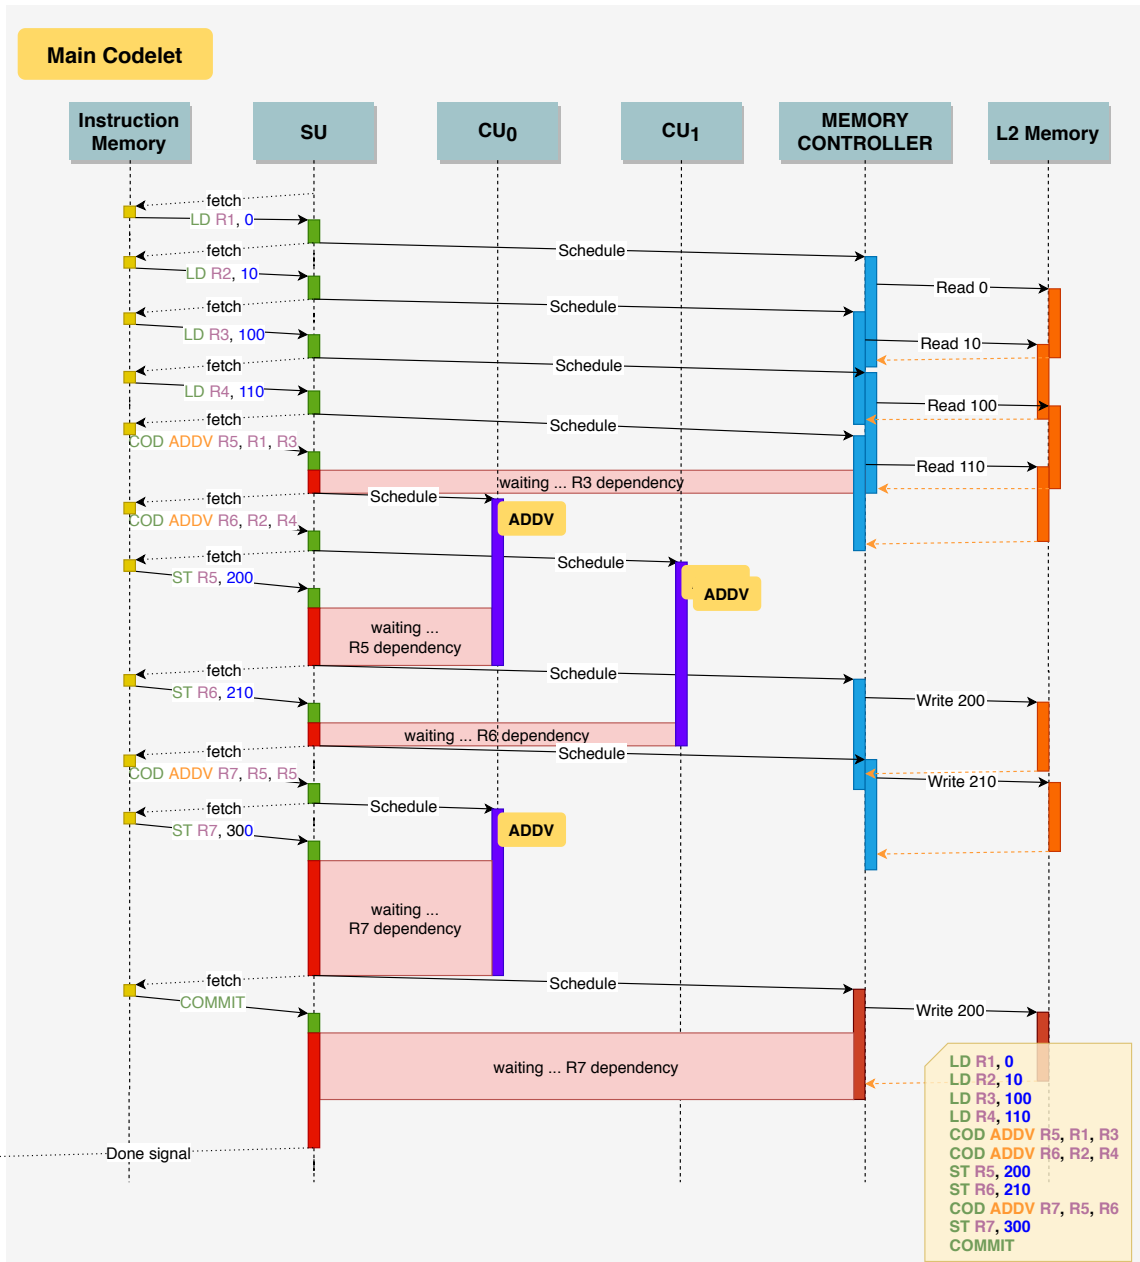 Main Codelet
Instruction
Memory
SU
CU0
CU1
MEMORY
CONTROLLER
L2 Memory
fetch
LD R1, 0
fetch
Schedule
LD R2, 10
Read 0
fetch
Schedule
LD R3, 100
Read 10
fetch
Schedule
LD R4, 110
Read 100
fetch
Schedule
COD ADDV R5, R1, R3
Read 110
waiting ... R3 dependency
fetch
Schedule
COD ADDV R6, R2, R4
ADDV
fetch
Schedule
ST R5, 200
ADDV
waiting ...
R5 dependency
fetch
Schedule
ST R6, 210
Write 200
waiting ... R6 dependency
fetch
Schedule
COD ADDV R7, R5, R5
Write 210
fetch
Schedule
ST R7, 300
ADDV
waiting ...
R7 dependency
fetch
Schedule
COMMIT
Write 200
waiting ... R7 dependency
Done signal
LD R1, 0
LD R2, 10
LD R3, 100
LD R4, 110
COD ADDV R5, R1, R3
COD ADDV R6, R2, R4
ST R5, 200
ST R6, 210
COD ADDV R7, R5, R6
ST R7, 300
COMMIT